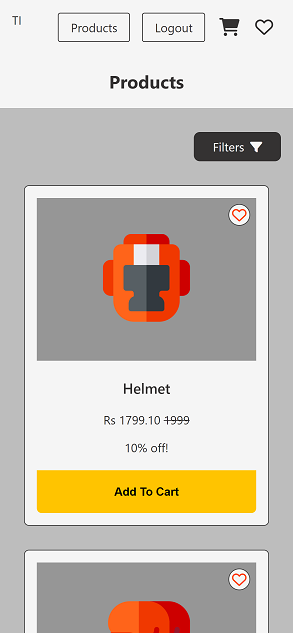 TI
Products
Logout
Products
Filters
Helmet
Rs 1799.10 1999
10% off!
Add To Cart